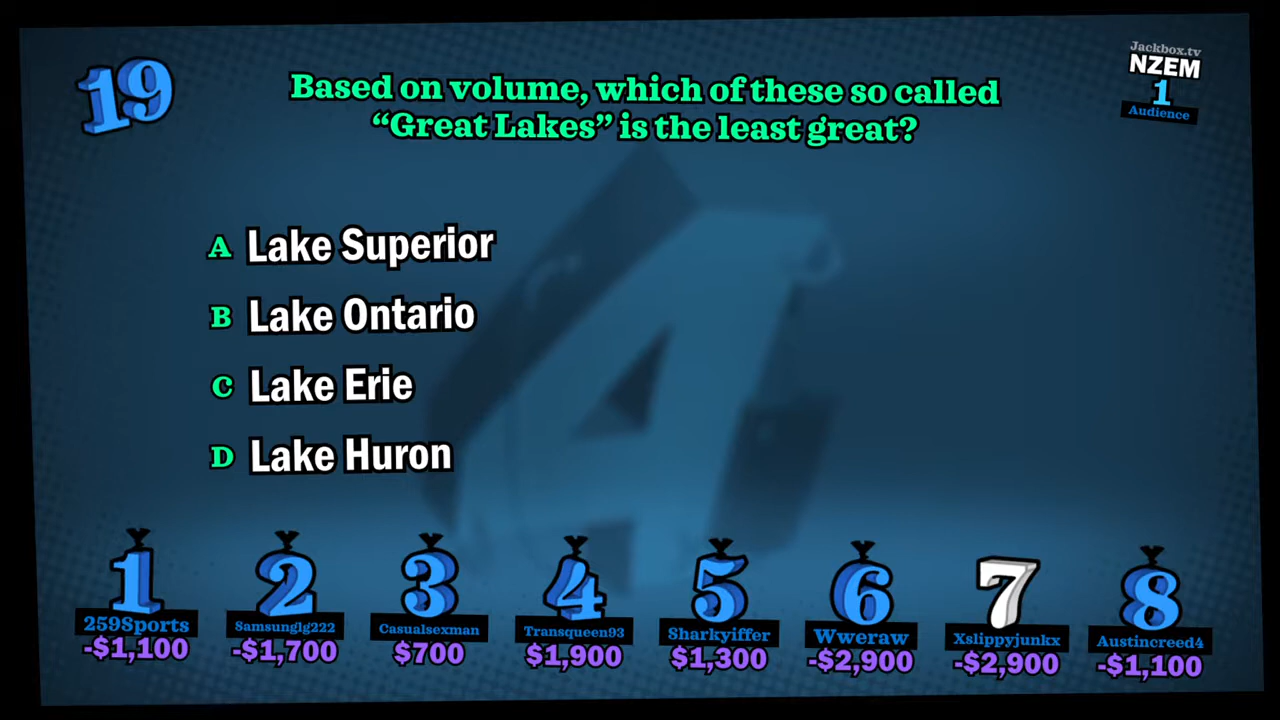 19
Based on volume, which of these so called
“Great Lakes” is the least great?
Jackbox.tv
NZEM
1
Audience
A Lake Superior
B Lake Ontario
C Lake Erie
D Lake Huron
4
1 2 3 4 5 6 7 8
259Sports Samsunglg222 Casualsexman Transqueen93 Sharkyiffer Wweraw Xslippyjunkx Austincreed4
-$1,100 -$1,700 $700 $1,900 $1,300 -$2,900 -$2,900 -$1,100